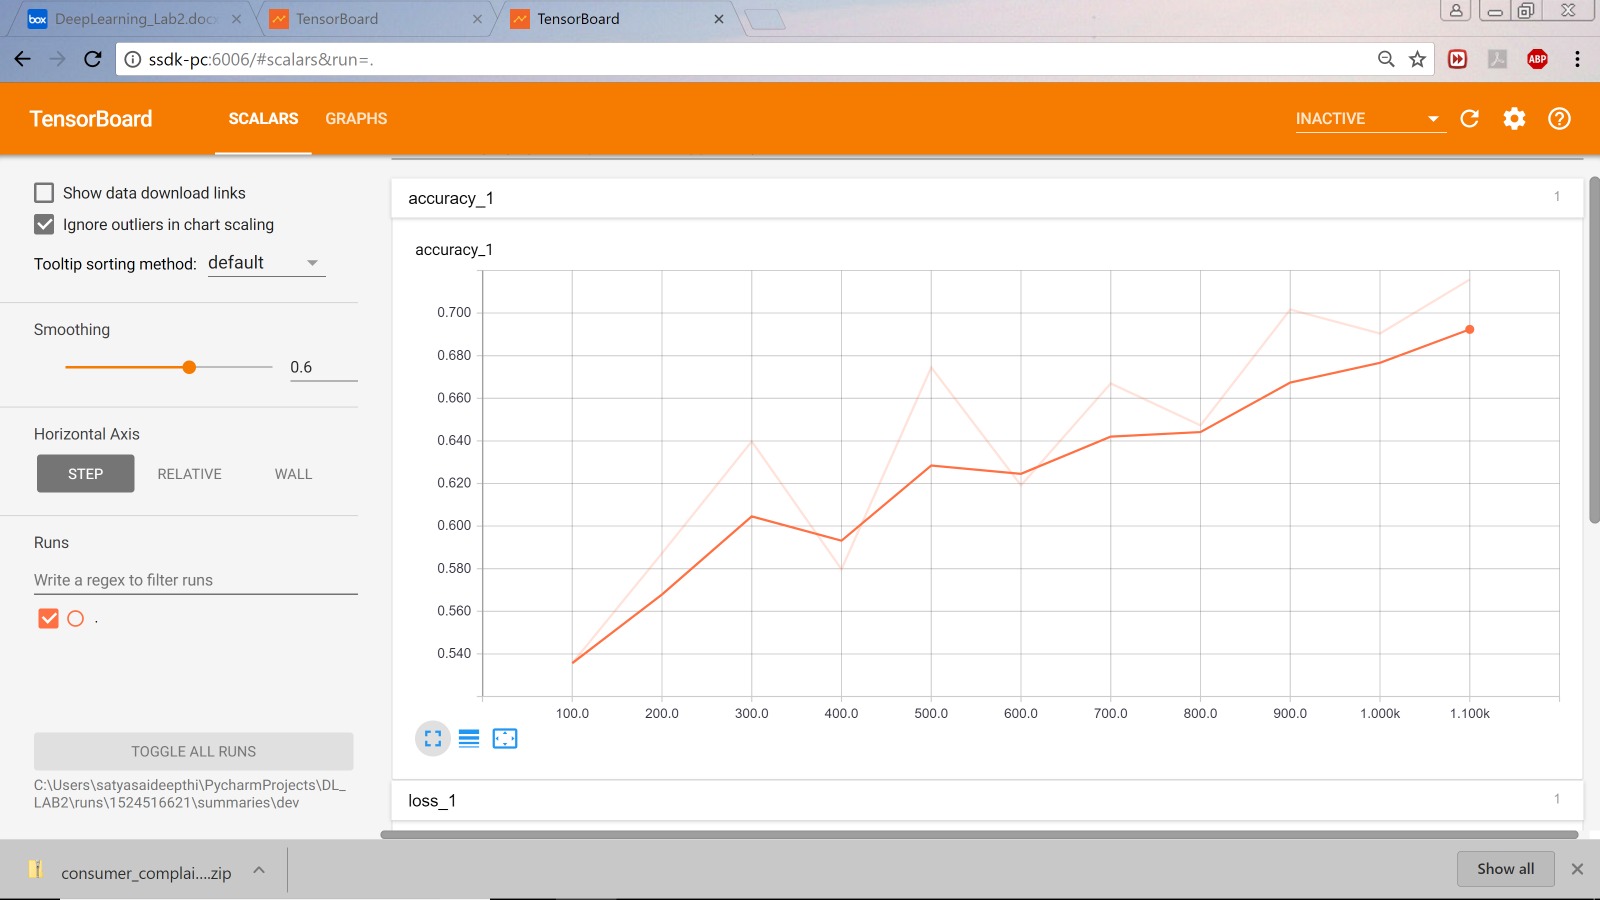 box DeepLearning_Lab2.docx
TensorBoard
TensorBoard
ssdk-pc:6006/#scalars&run=.
ABP
TensorBoard
SCALARS
GRAPHS
INACTIVE
Show data download links
Ignore outliers in chart scaling
Tooltip sorting method: default
Smoothing
0.6
Horizontal Axis
STEP
RELATIVE
WALL
Runs
Write a regex to filter runs
.
TOGGLE ALL RUNS
C:\Users\satyasaideepthi\PycharmProjects\DL_
LAB2\runs\1524516621\summaries\dev
accuracy_1
1
accuracy_1
0.700
0.680
0.660
0.640
0.620
0.600
0.580
0.560
0.540
100.0 200.0 300.0 400.0 500.0 600.0 700.0 800.0 900.0 1.000k 1.100k
loss_1
1
consumer_complai....zip
Show all